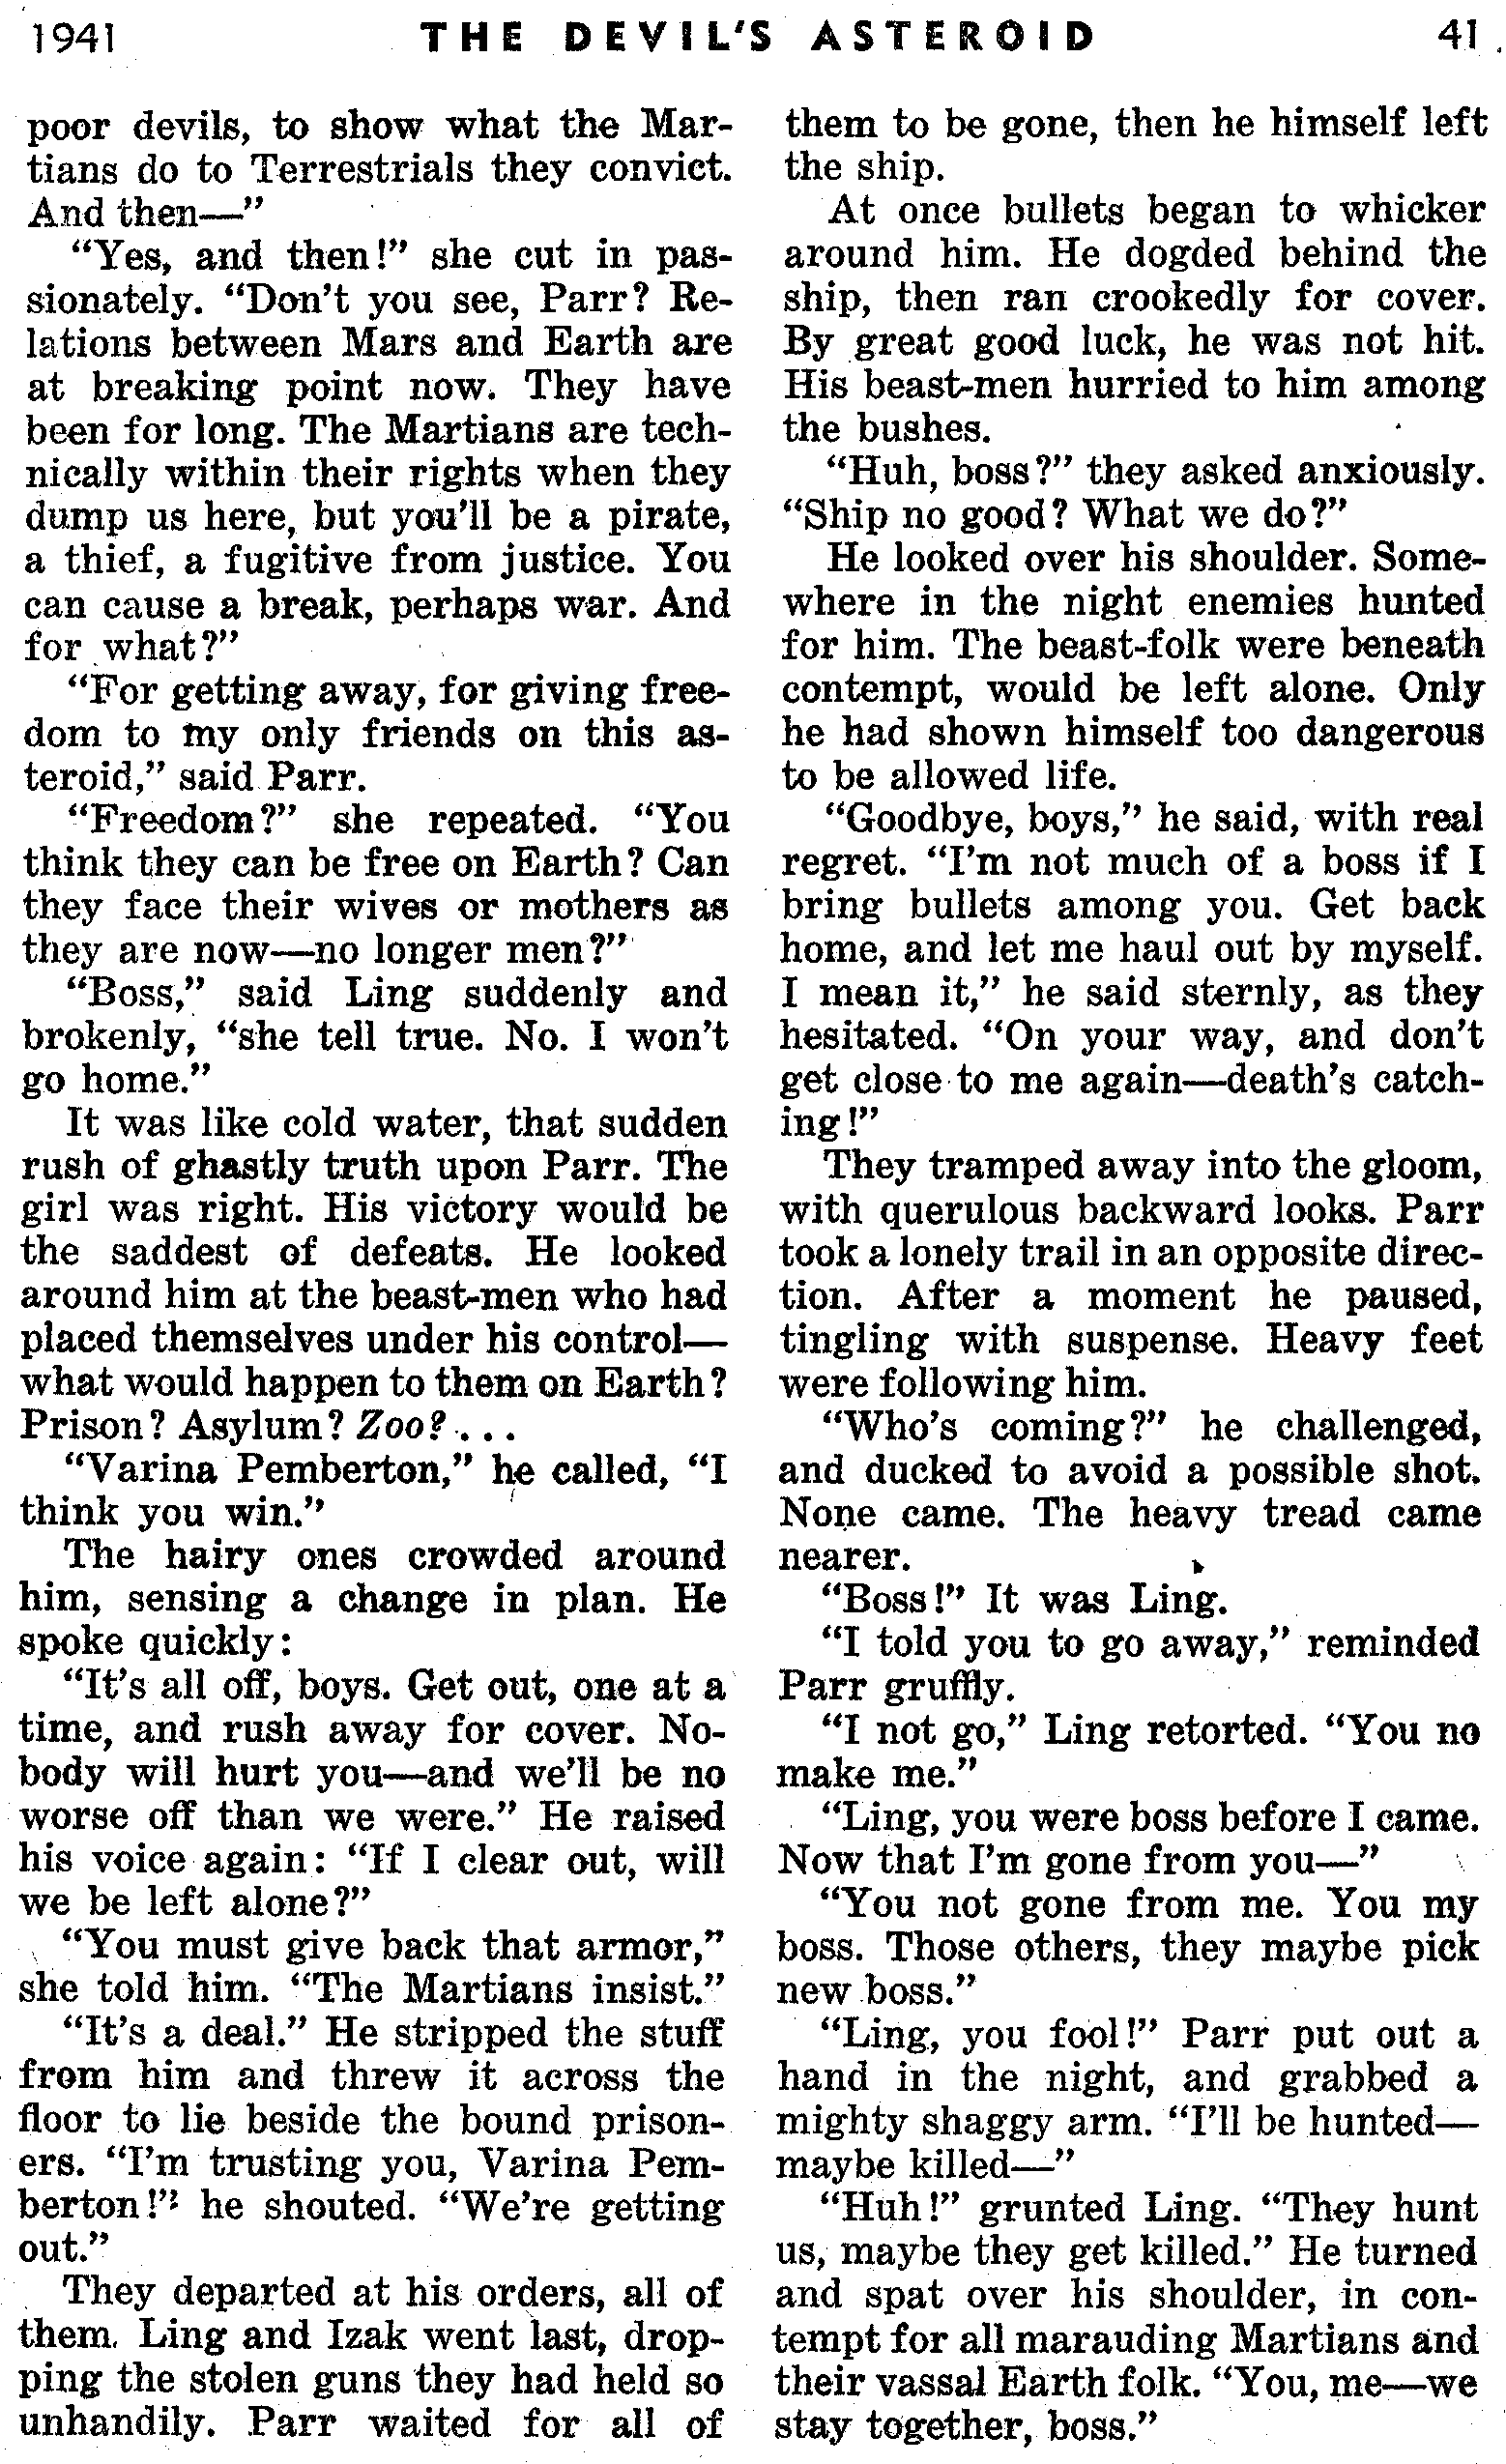 1941 THE DEVIL'S ASTEROID 41
poor devils, to show what the Mar-
tians do to Terrestrials they convict.
And then—"
"Yes, and then!" she cut in pas-
sionately. "Don't you see, Parr? Re-
lations between Mars and Earth are
at breaking point now. They have
been for long. The Martians are tech-
nically within their rights when they
dump us here, but you'll be a pirate,
a thief, a fugitive from justice. You
can cause a break, perhaps war. And
for what?"
"For getting away, for giving free-
dom to my only friends on this as-
teroid," said Parr.
"Freedom?" she repeated. "You
think they can be free on Earth? Can
they face their wives or mothers as
they are now—no longer men?"
"Boss," said Ling suddenly and
brokenly, "she tell true. No. I won't
go home."
It was like cold water, that sudden
rush of ghastly truth upon Parr. The
girl was right. His victory would be
the saddest of defeats. He looked
around him at the beast-men who had
placed themselves under his control—
what would happen to them on Earth?
Prison? Asylum? Zoo? . . .
"Varina Pemberton," he called, "I
think you win."
The hairy ones crowded around
him, sensing a change in plan. He
spoke quickly:
"It's all off, boys. Get out, one at a
time, and rush away for cover. No-
body will hurt you—and we'll be no
worse off than we were." He raised
his voice again: "If I clear out, will
we be left alone?"
"You must give back that armor,"
she told him. "The Martians insist."
"It's a deal." He stripped the stuff
from him and threw it across the
floor to lie beside the bound prison-
ers. "I'm trusting you, Varina Pem-
berton!" he shouted. "We're getting
out."
They departed at his orders, all of
them. Ling and Izak went last, drop-
ping the stolen guns they had held so
unhandily. Parr waited for all of
them to be gone, then he himself left
the ship.
At once bullets began to whicker
around him. He dogded behind the
ship, then ran crookedly for cover.
By great good luck, he was not hit.
His beast-men hurried to him among
the bushes.
"Huh, boss?" they asked anxiously.
"Ship no good? What we do?"
He looked over his shoulder. Some-
where in the night enemies hunted
for him. The beast-folk were beneath
contempt, would be left alone. Only
he had shown himself too dangerous
to be allowed life.
"Goodbye, boys," he said, with real
regret. "I'm not much of a boss if I
bring bullets among you. Get back
home, and let me haul out by myself.
I mean it," he said sternly, as they
hesitated. "On your way, and don't
get close to me again—death's catch-
ing!"
They tramped away into the gloom,
with querulous backward looks. Parr
took a lonely trail in an opposite direc-
tion. After a moment he paused,
tingling with suspense. Heavy feet
were following him.
"Who's coming?" he challenged,
and ducked to avoid a possible shot.
None came. The heavy tread came
nearer.
"Boss!" It was Ling.
"I told you to go away," reminded
Parr gruffly.
"I not go," Ling retorted. "You no
make me."
"Ling, you were boss before I came.
Now that I'm gone from you—"
"You not gone from me. You my
boss. Those others, they maybe pick
new boss."
"Ling, you fool!" Parr put out a
hand in the night, and grabbed a
mighty shaggy arm. "I'll be hunted—
maybe killed—"
"Huh!" grunted Ling. "They hunt
us, maybe they get killed." He turned
and spat over his shoulder, in con-
tempt for all marauding Martians and
their vassal Earth folk. "You, me—we
stay together, boss."